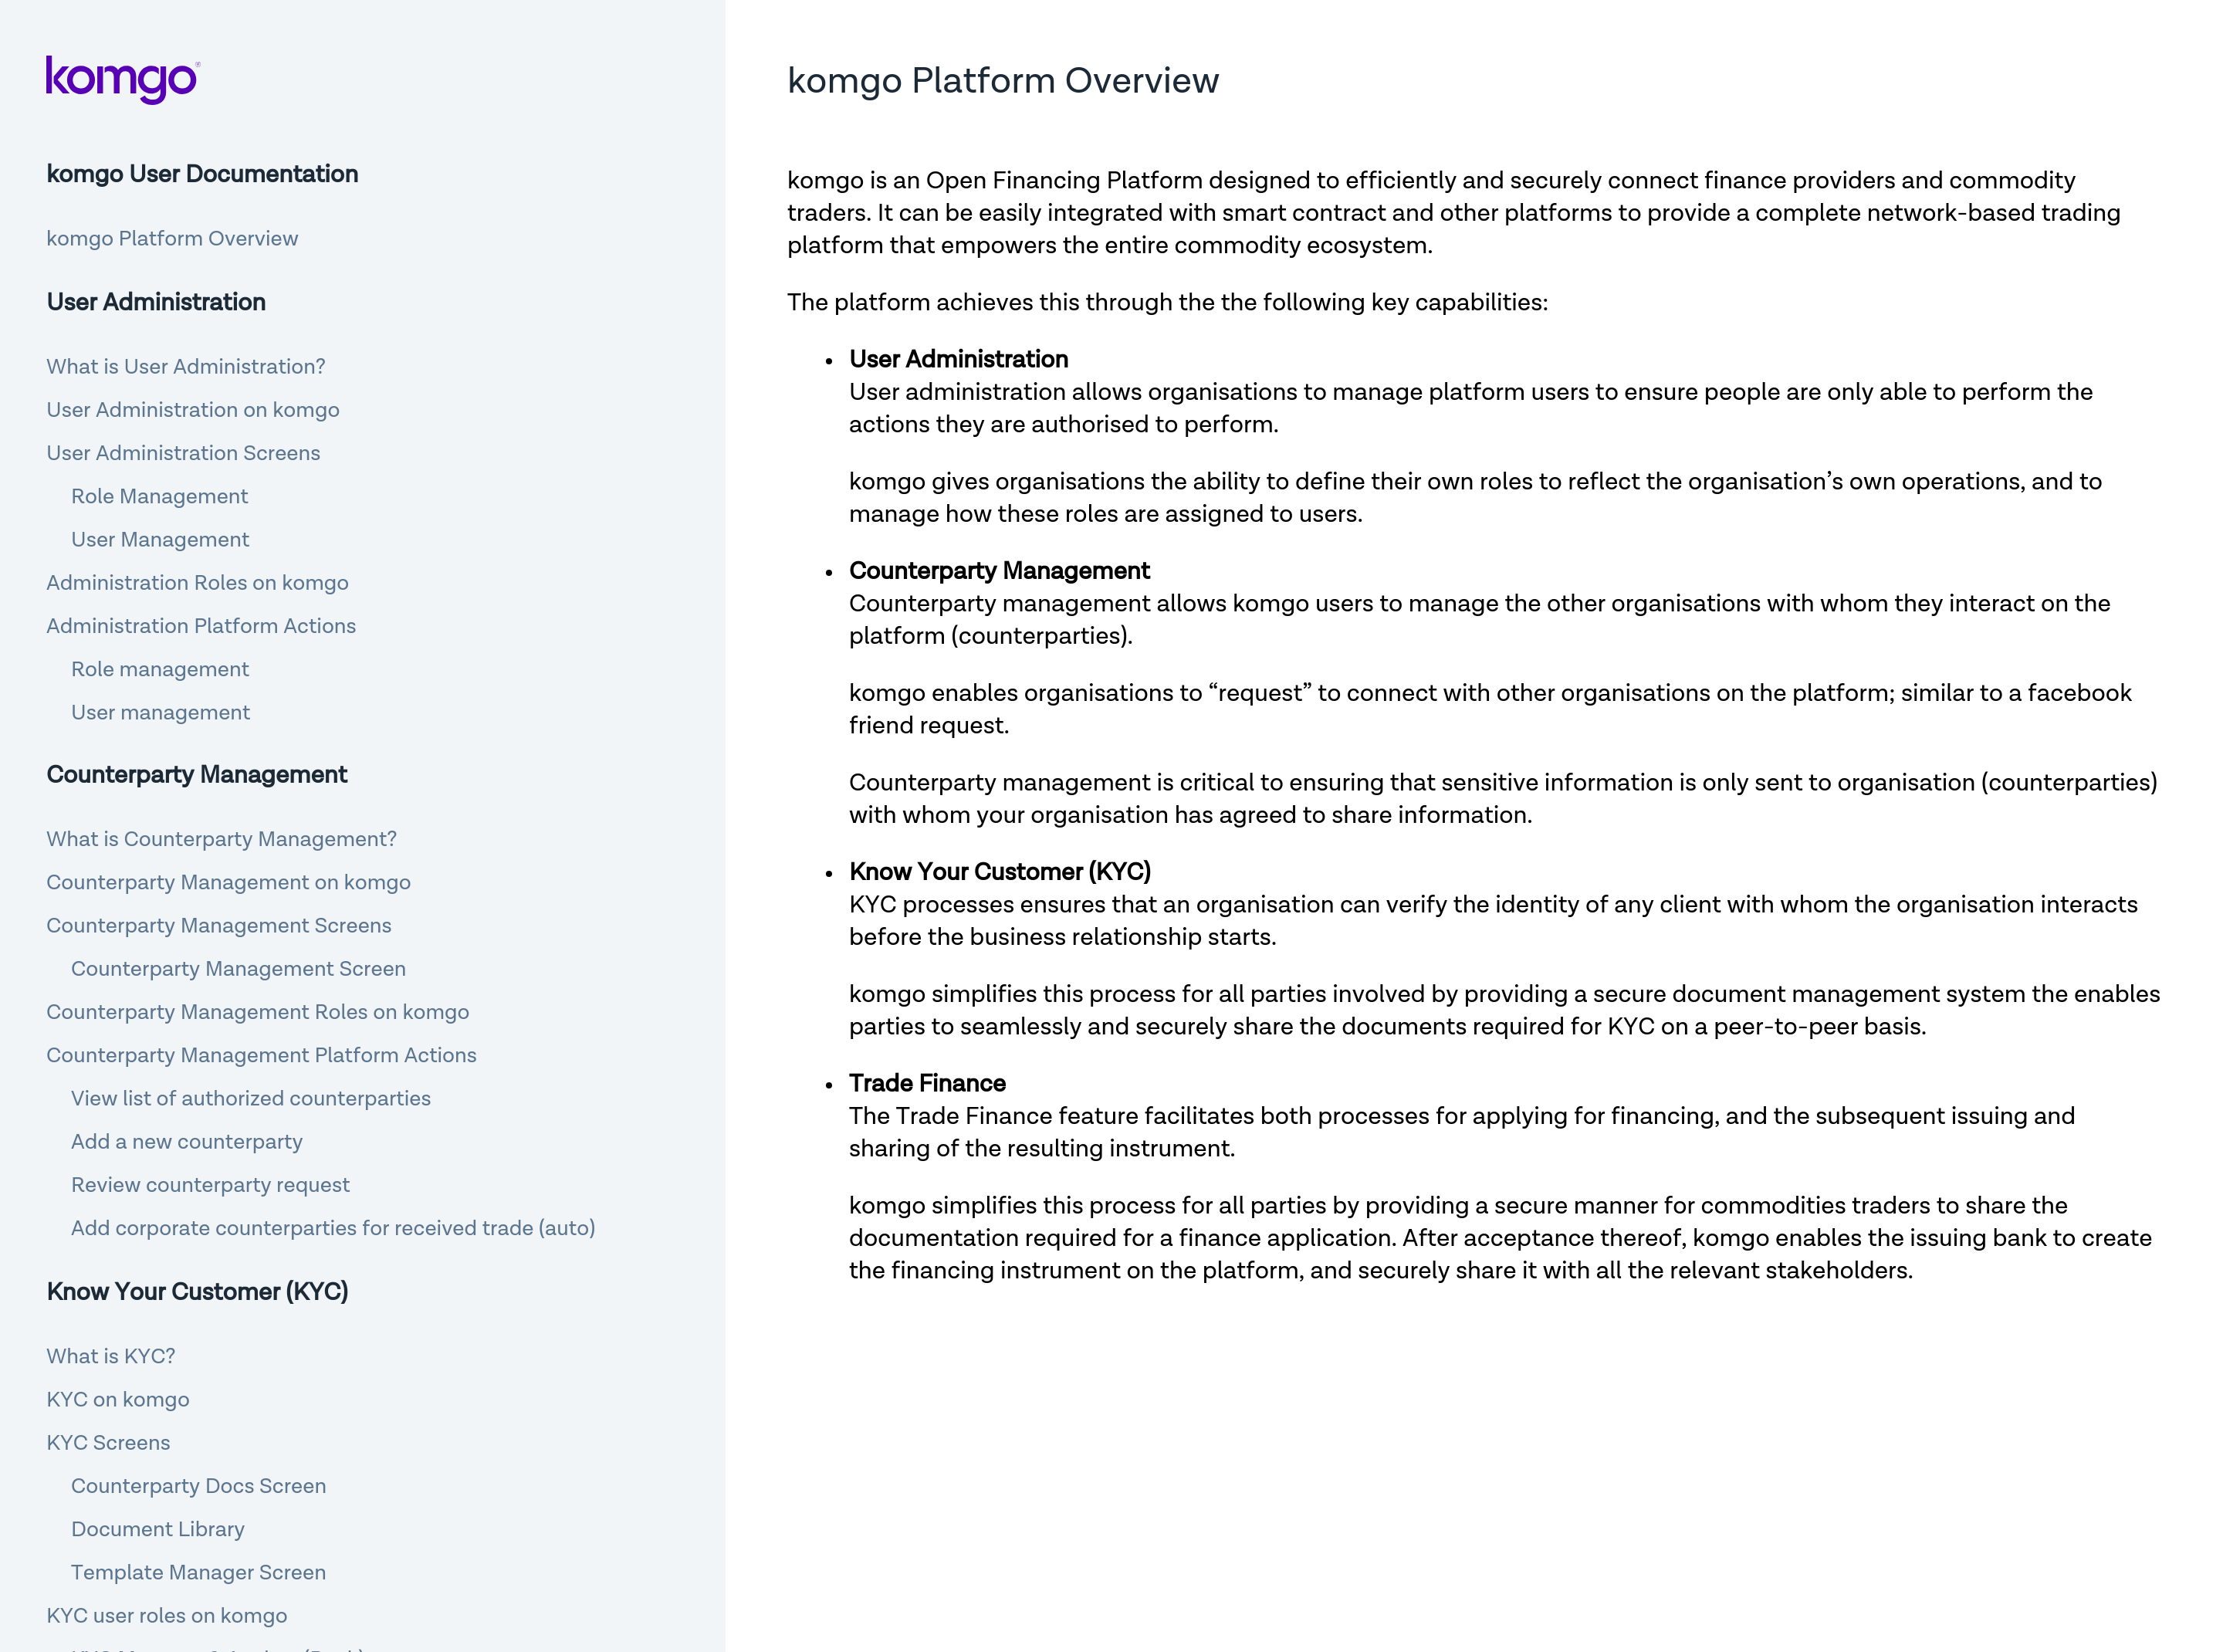 komgo®
komgo User Documentation
komgo Platform Overview
User Administration
What is User Administration?
User Administration on komgo
User Administration Screens
Role Management
User Management
Administration Roles on komgo
Administration Platform Actions
Role management
User management
Counterparty Management
What is Counterparty Management?
Counterparty Management on komgo
Counterparty Management Screens
Counterparty Management Screen
Counterparty Management Roles on komgo
Counterparty Management Platform Actions
View list of authorized counterparties
Add a new counterparty
Review counterparty request
Add corporate counterparties for received trade (auto)
Know Your Customer (KYC)
What is KYC?
KYC on komgo
KYC Screens
Counterparty Docs Screen
Document Library
Template Manager Screen
KYC user roles on komgo
komgo Platform Overview
komgo is an Open Financing Platform designed to efficiently and securely connect finance providers and commodity
traders. It can be easily integrated with smart contract and other platforms to provide a complete network-based trading
platform that empowers the entire commodity ecosystem.
The platform achieves this through the the following key capabilities:
• User Administration
User administration allows organisations to manage platform users to ensure people are only able to perform the
actions they are authorised to perform.
komgo gives organisations the ability to define their own roles to reflect the organisation’s own operations, and to
manage how these roles are assigned to users.
• Counterparty Management
Counterparty management allows komgo users to manage the other organisations with whom they interact on the
platform (counterparties).
komgo enables organisations to “request” to connect with other organisations on the platform; similar to a facebook
friend request.
Counterparty management is critical to ensuring that sensitive information is only sent to organisation (counterparties)
with whom your organisation has agreed to share information.
• Know Your Customer (KYC)
KYC processes ensures that an organisation can verify the identity of any client with whom the organisation interacts
before the business relationship starts.
komgo simplifies this process for all parties involved by providing a secure document management system the enables
parties to seamlessly and securely share the documents required for KYC on a peer-to-peer basis.
• Trade Finance
The Trade Finance feature facilitates both processes for applying for financing, and the subsequent issuing and
sharing of the resulting instrument.
komgo simplifies this process for all parties by providing a secure manner for commodities traders to share the
documentation required for a finance application. After acceptance thereof, komgo enables the issuing bank to create
the financing instrument on the platform, and securely share it with all the relevant stakeholders.